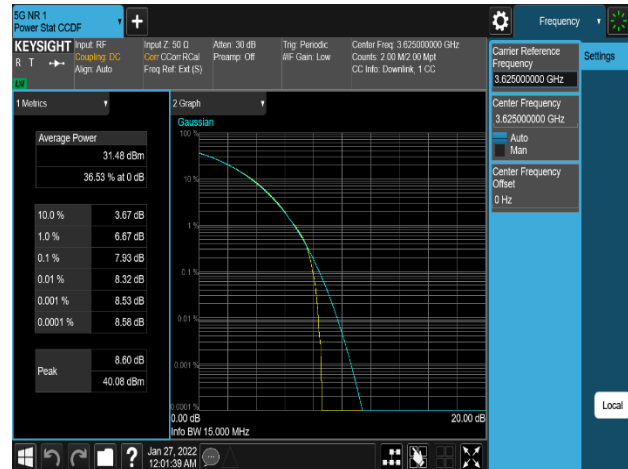 5G NR 1
Power Stat CCDF
Frequency
KEYSIGHT
R T
LXI
Input: RF
Coupling: DC
Align: Auto
Input Z: 50 Ω
Corr CCorr RCal
Freq Ref: Ext (S)
Atten: 30 dB
Preamp: Off
Trig: Periodic
#IF Gain: Low
Center Freq: 3.625000000 GHz
Counts: 2.00 M/2.00 Mpt
CC Info: Downlink, 1 CC
Carrier Reference
Frequency
3.625000000 GHz
Settings
Center Frequency
3.625000000 GHz
Auto
Man
Center Frequency
Offset
0 Hz
Local
1 Metrics
Average Power
31.48 dBm
36.53 % at 0 dB
10.0 % 3.67 dB
1.0 % 6.67 dB
0.1 % 7.93 dB
0.01 % 8.32 dB
0.001 % 8.53 dB
0.0001 % 8.58 dB
Peak 8.60 dB
40.08 dBm
2 Graph
Gaussian
100 %
10 %
1 %
0.1 %
0.01 %
0.001 %
0.0001 %
0.00 dB 20.00 dB
Info BW 15.000 MHz
?
Jan 27, 2022
12:01:39 AM